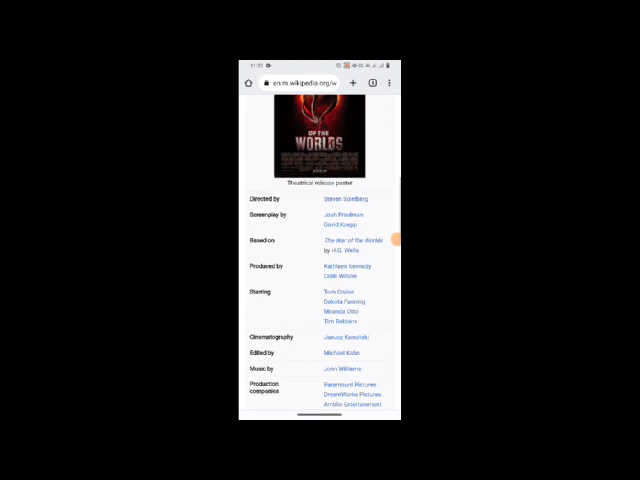 11:53
en.m.wikipedia.org/w
OF THE
WORLDS
Theatrical release poster
Directed by Steven Spielberg
Screenplay by Josh Friedman
David Koepp
Based on The War of the Worlds
by H.G. Wells
Produced by Kathleen Kennedy
Colin Wilson
Starring Tom Cruise
Dakota Fanning
Miranda Otto
Tim Robbins
Cinematography Janusz Kamiński
Edited by Michael Kahn
Music by John Williams
Production Paramount Pictures
companies DreamWorks Pictures
Amblin Entertainment